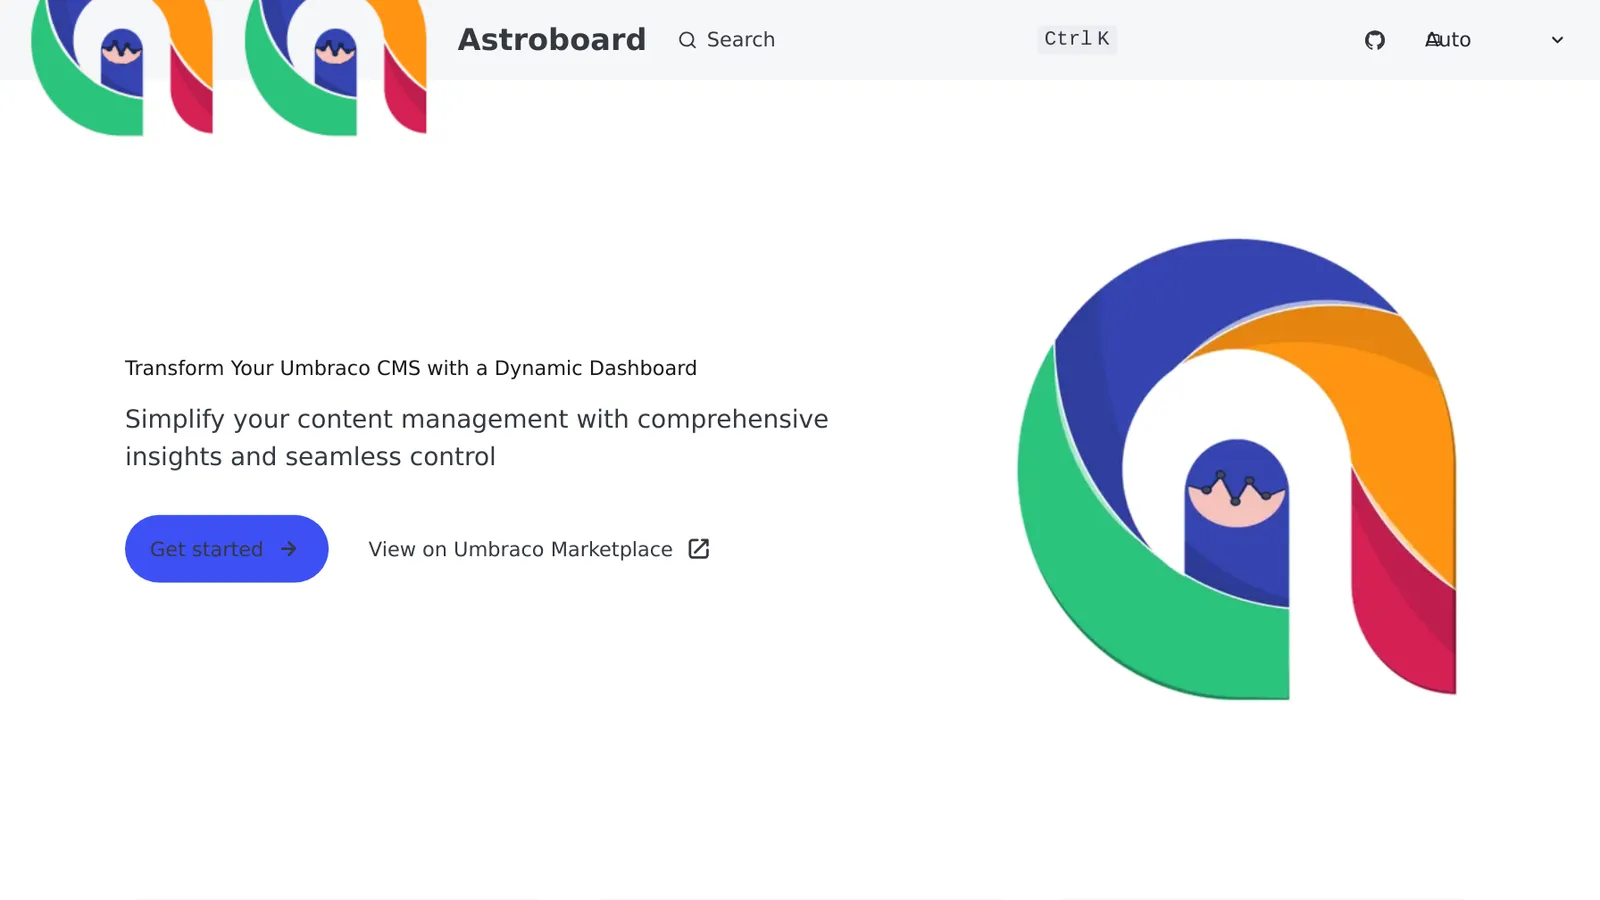 Astroboard
Search
Ctrl K
Auto
Transform Your Umbraco CMS with a Dynamic Dashboard
Simplify your content management with comprehensive
insights and seamless control
Get started
View on Umbraco Marketplace